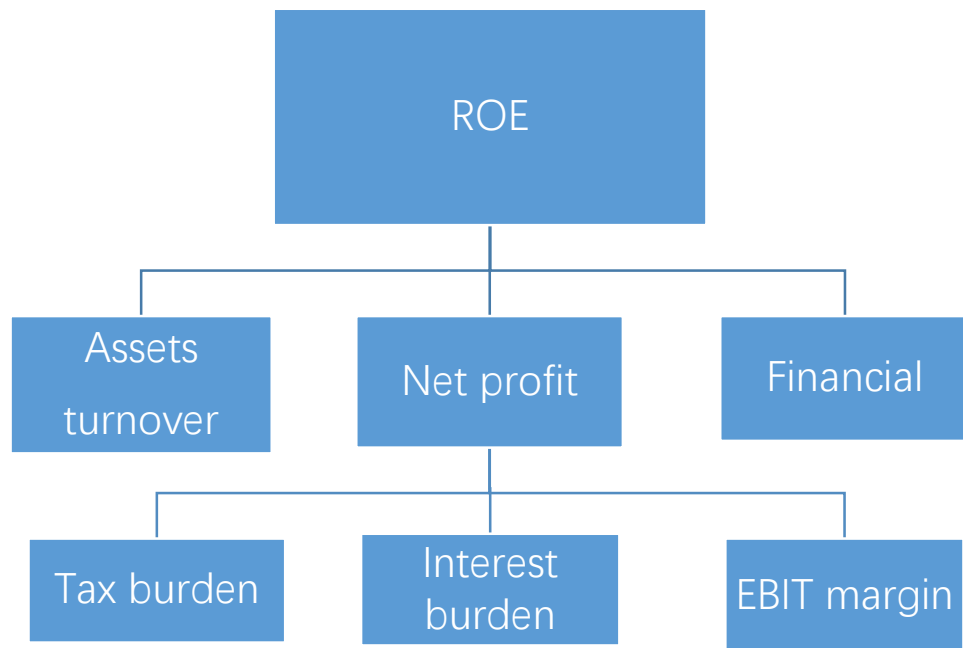 ROE
Assets
turnover
Net profit
Financial
Tax burden
Interest
burden
EBIT margin